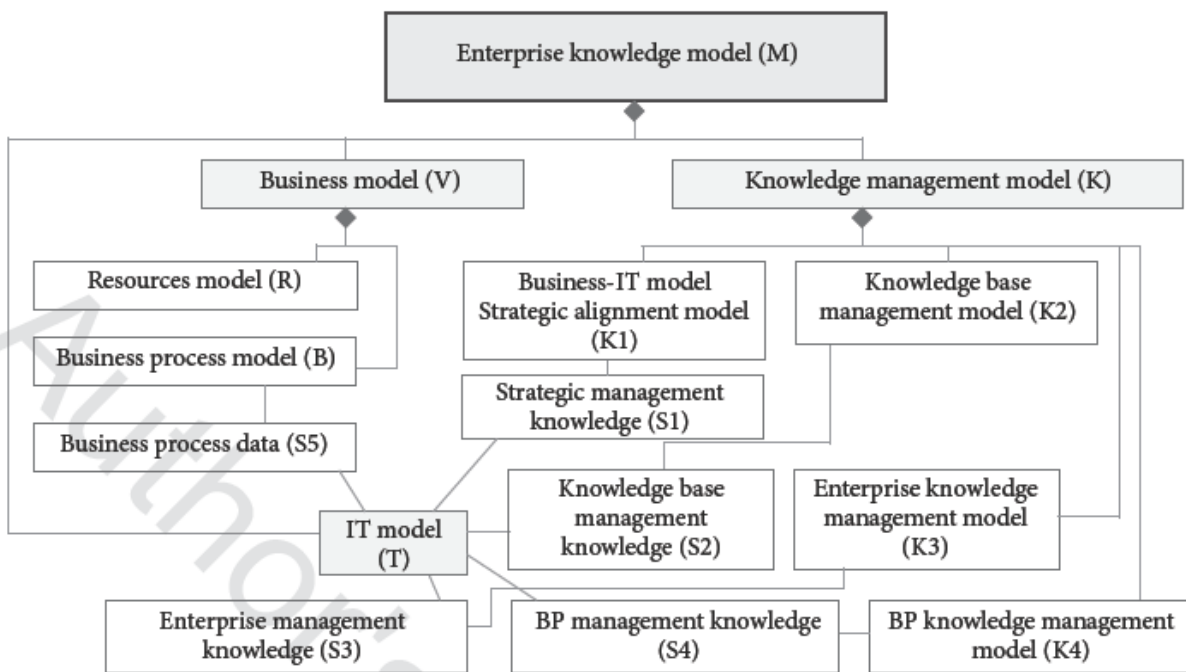 Enterprise knowledge model (M)
Business model (V)
Knowledge management model (K)
Resources model (R)
Business-IT model
Strategic alignment model
(K1)
Knowledge base
management model (K2)
Business process model (B)
Strategic management
knowledge (S1)
Business process data (S5)
Knowledge base
management
knowledge (S2)
Enterprise knowledge
management model
(K3)
IT model
(T)
Enterprise management
knowledge (S3)
BP management knowledge
(S4)
BP knowledge management
model (K4)
Author's